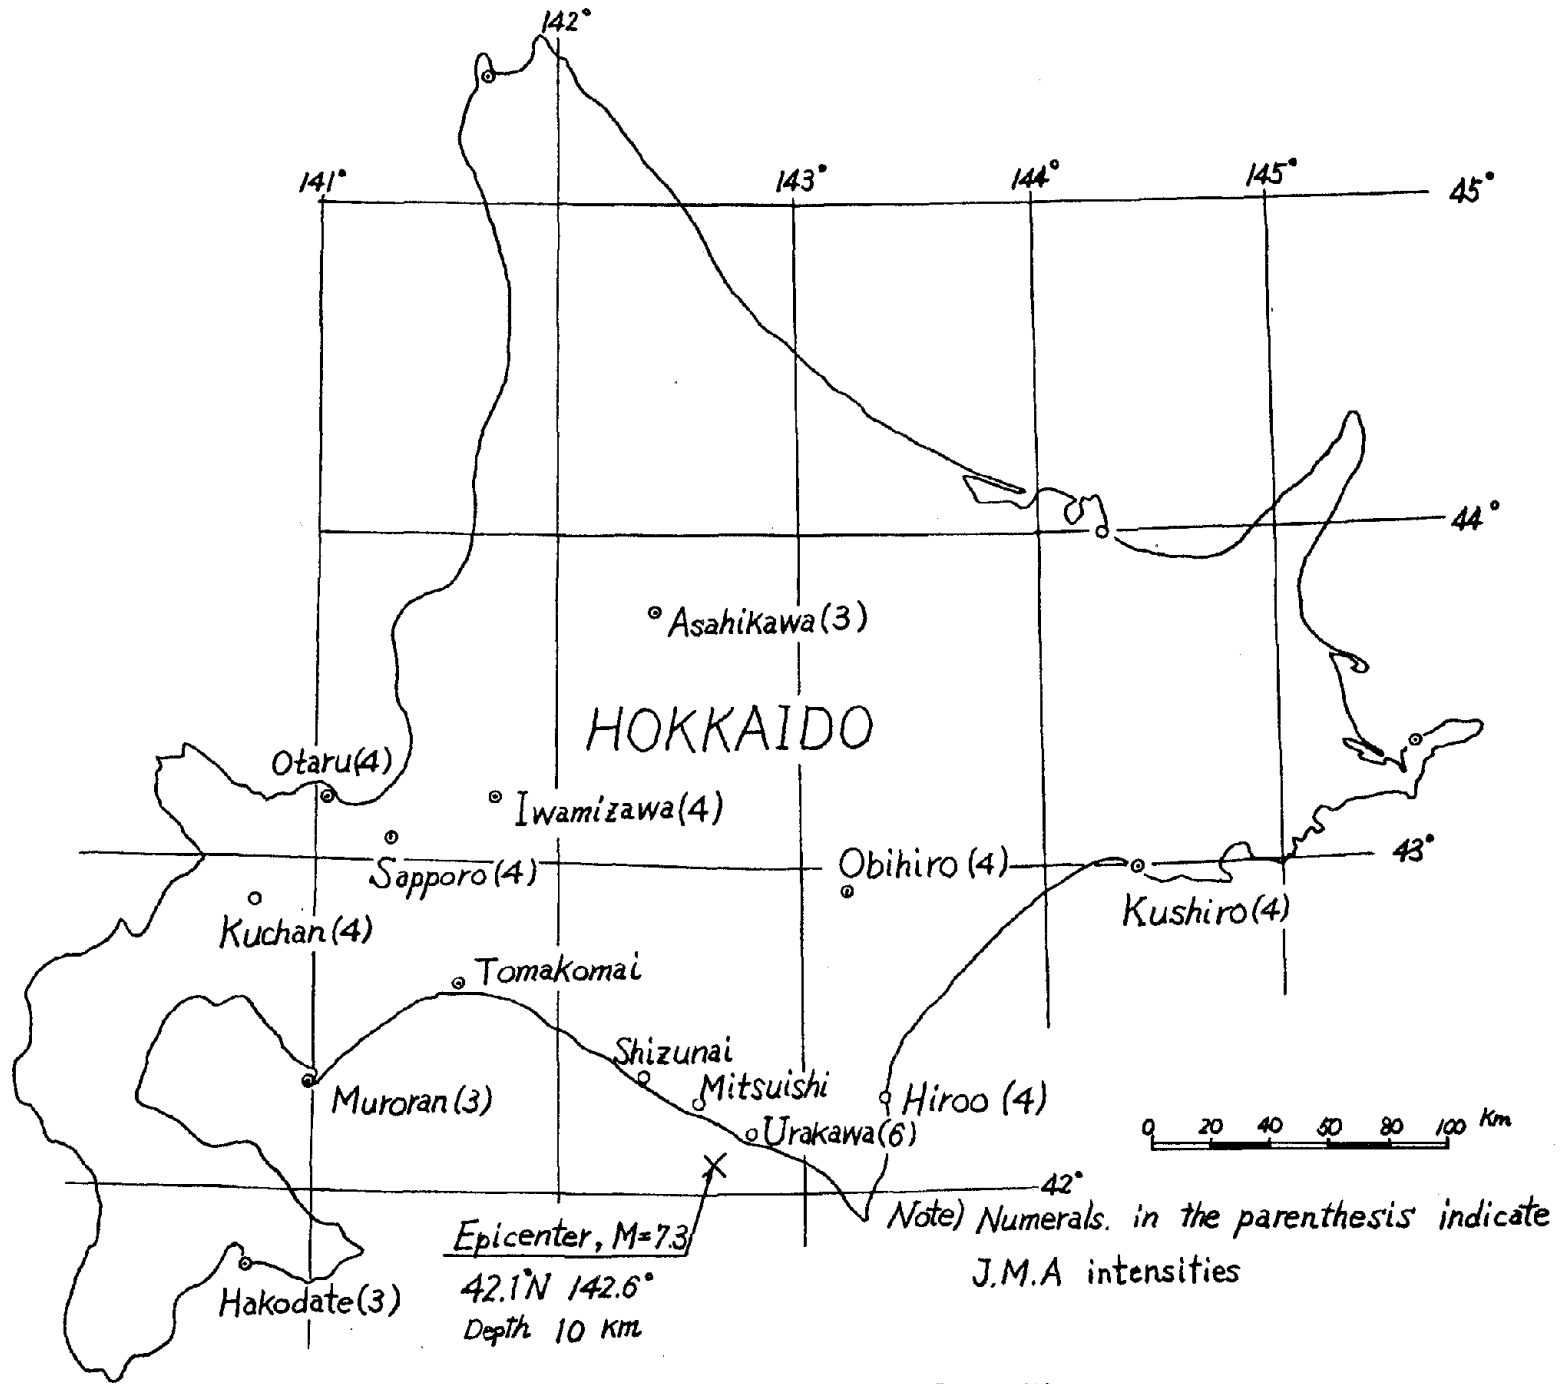 142°
141°
143°
144°
145°
45°
44°
Asahikawa(3)
HOKKAIDO
Otaru(4)
Iwamizawa(4)
Sapporo(4)
Obihiro(4)
43°
Kuchan(4)
Kushiro(4)
Tomakomai
Shizunai
Mitsuishi
Muroran(3)
Hiroo (4)
Urakawa(6)
0 20 40 60 80 100 Km
42°
Note) Numerals. in the parenthesis indicate
J.M.A intensities
Epicenter, M=7.3
42.1°N 142.6°
Depth 10 Km
Hakodate(3)